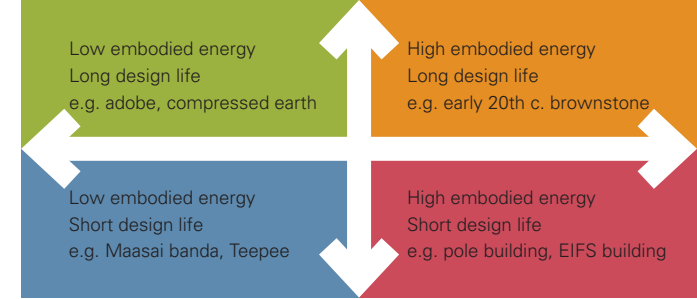 Low embodied energy
Long design life
e.g. adobe, compressed earth
High embodied energy
Long design life
e.g. early 20th c. brownstone
Low embodied energy
Short design life
e.g. Maasai banda, Teepee
High embodied energy
Short design life
e.g. pole building, EIFS building